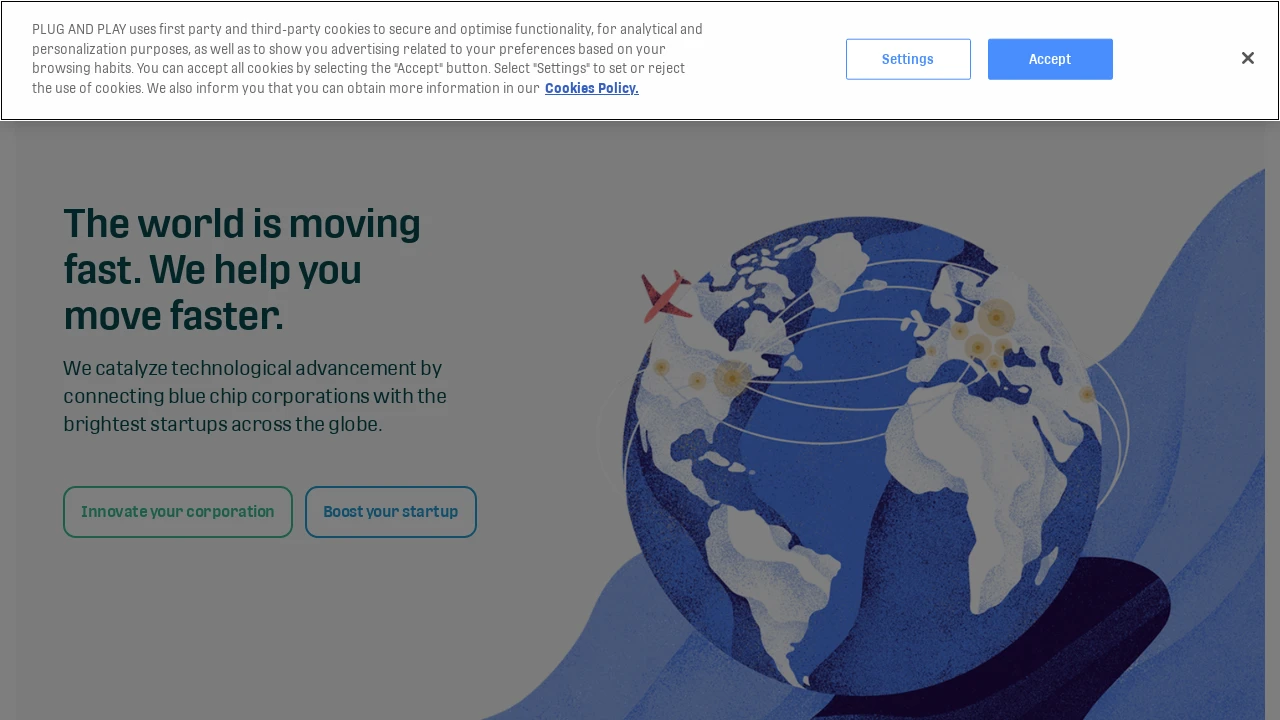 PLUG AND PLAY uses first party and third-party cookies to secure and optimise functionality, for analytical and
personalization purposes, as well as to show you advertising related to your preferences based on your
browsing habits. You can accept all cookies by selecting the "Accept" button. Select "Settings" to set or reject
the use of cookies. We also inform you that you can obtain more information in our Cookies Policy.
Settings
Accept
The world is moving
fast. We help you
move faster.
We catalyze technological advancement by
connecting blue chip corporations with the
brightest startups across the globe.
Innovate your corporation
Boost your startup